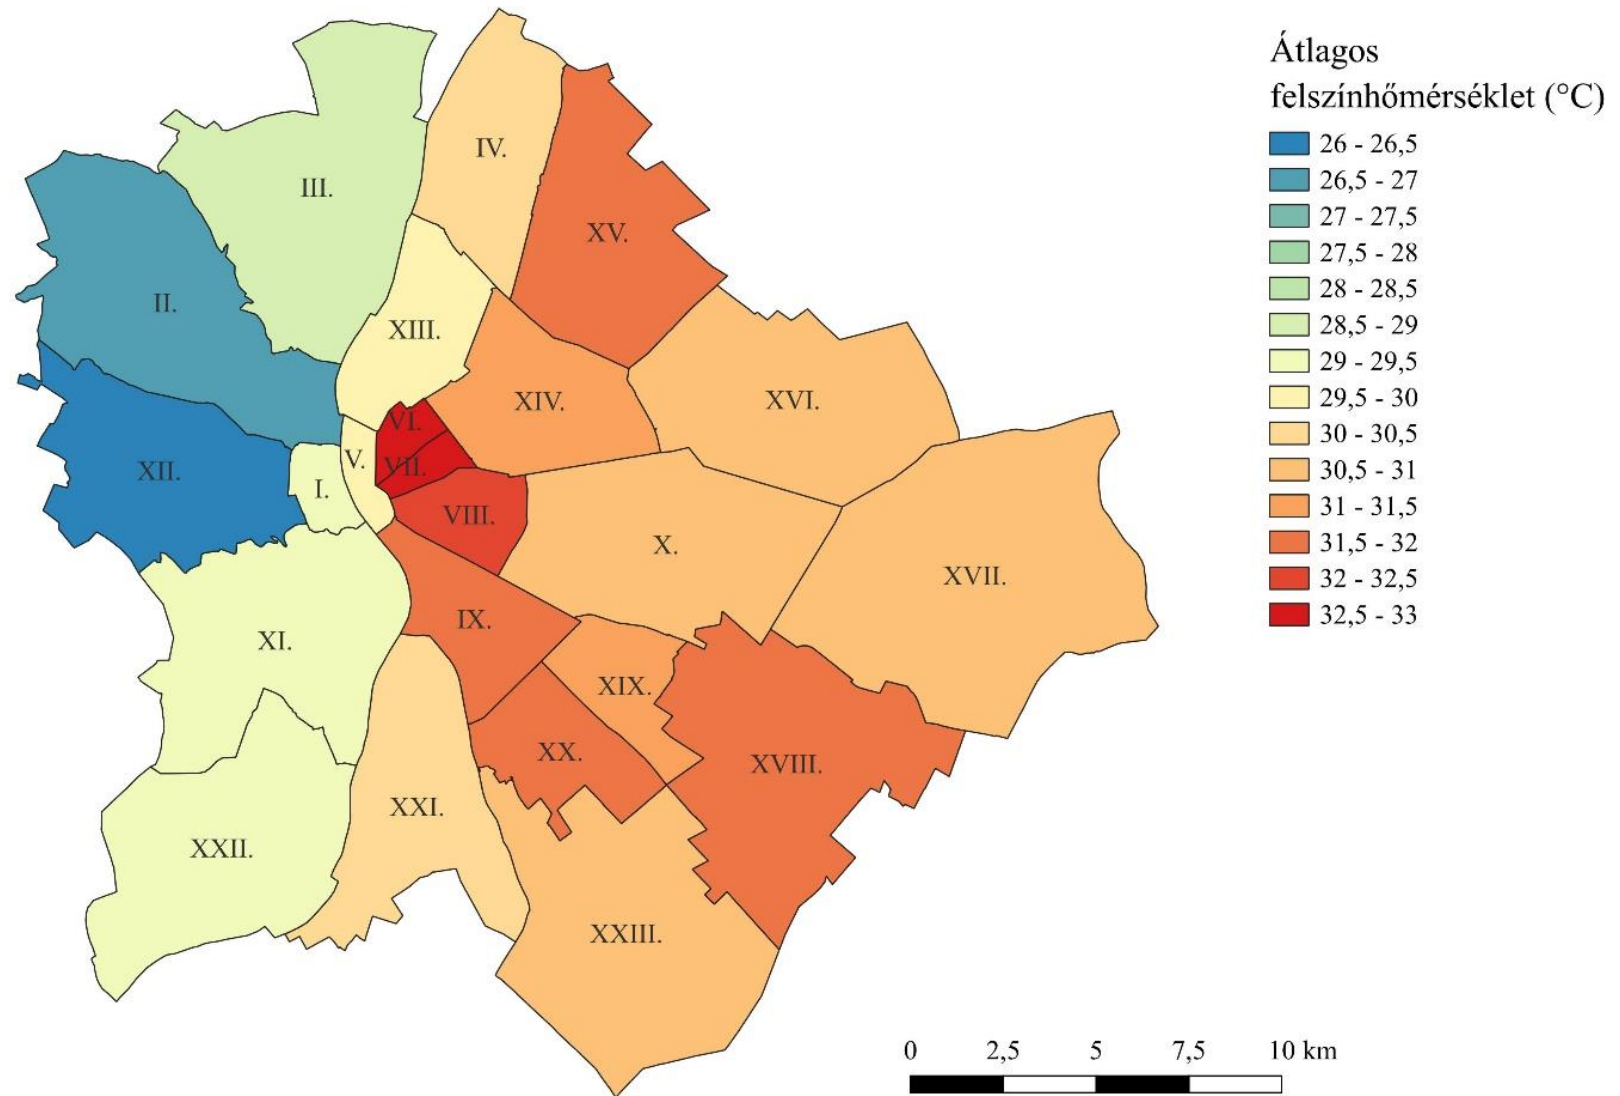 Átlagos
felszínhőmérséklet (°C)
26 - 26,5
26,5 - 27
27 - 27,5
27,5 - 28
28 - 28,5
28,5 - 29
29 - 29,5
29,5 - 30
30 - 30,5
30,5 - 31
31 - 31,5
31,5 - 32
32 - 32,5
32,5 - 33
IV.
III.
XV.
II.
XIII.
XIV.
XVI.
VI.
V.
VII.
XII.
I.
VIII.
X.
XVII.
IX.
XI.
XIX.
XX.
XVIII.
XXI.
XXII.
XXIII.
0 2,5 5 7,5 10 km